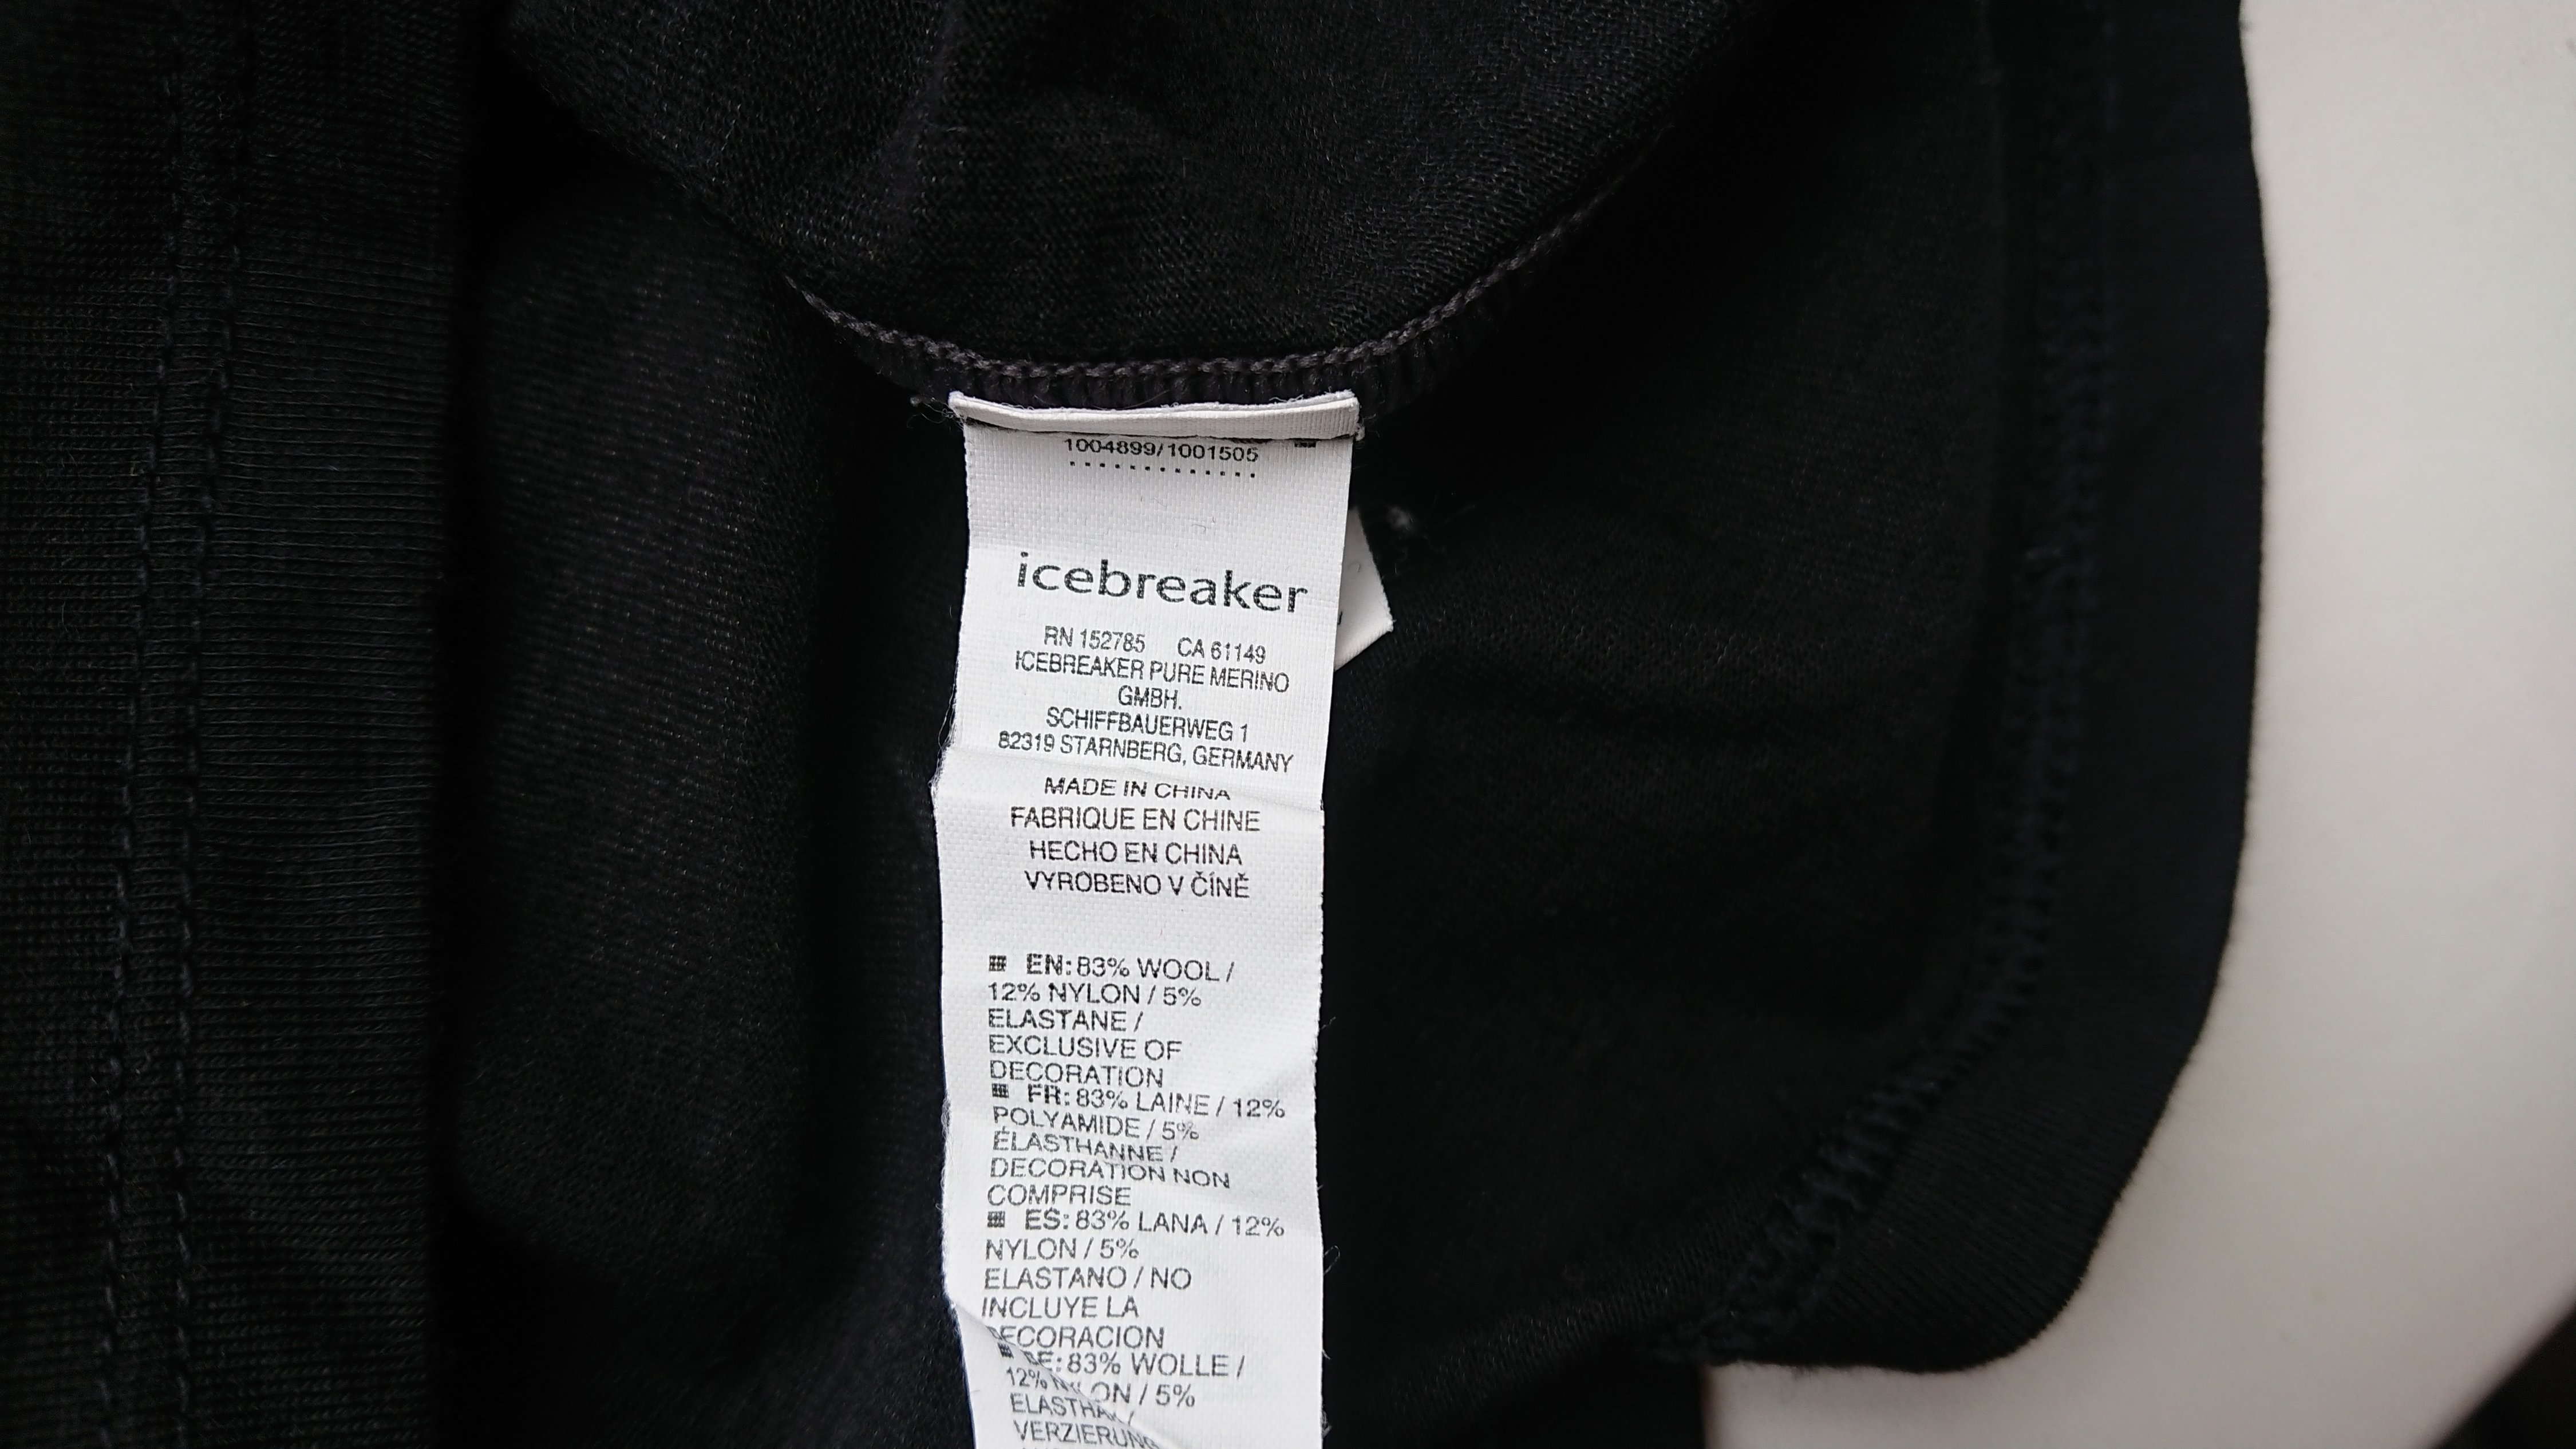 1004899/1001505
icebreaker
RN 152785 CA 61149
ICEBREAKER PURE MERINO
GMBH.
SCHIFFBAUERWEG 1
82319 STARNBERG, GERMANY
MADE IN CHINA
FABRIQUE EN CHINE
HECHO EN CHINA
VYROBENO V ČÍNĚ
EN: 83% WOOL /
12% NYLON / 5%
ELASTANE /
EXCLUSIVE OF
DECORATION
FR: 83% LAINE / 12%
POLYAMIDE / 5%
ÉLASTHANNE /
DECORATION NON
COMPRISE
ES: 83% LANA / 12%
NYLON / 5%
ELASTANO / NO
INCLUYE LA
DECORACION
83% WOLLE /
12% NYLON / 5%
VERZIERUNG